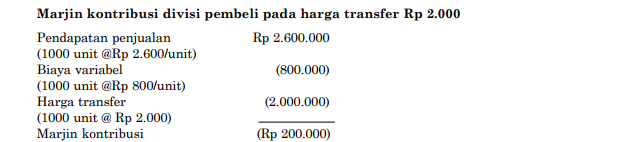 Marjin kontribusi divisi pembeli pada harga transfer Rp 2.000
Pendapatan penjualan Rp 2.600.000
(1000 unit @Rp 2.600/unit)
Biaya variabel (800.000)
(1000 unit @Rp 800/unit)
Harga transfer (2.000.000)
(1000 unit @ Rp 2.000)
Marjin kontribusi (Rp 200.000)